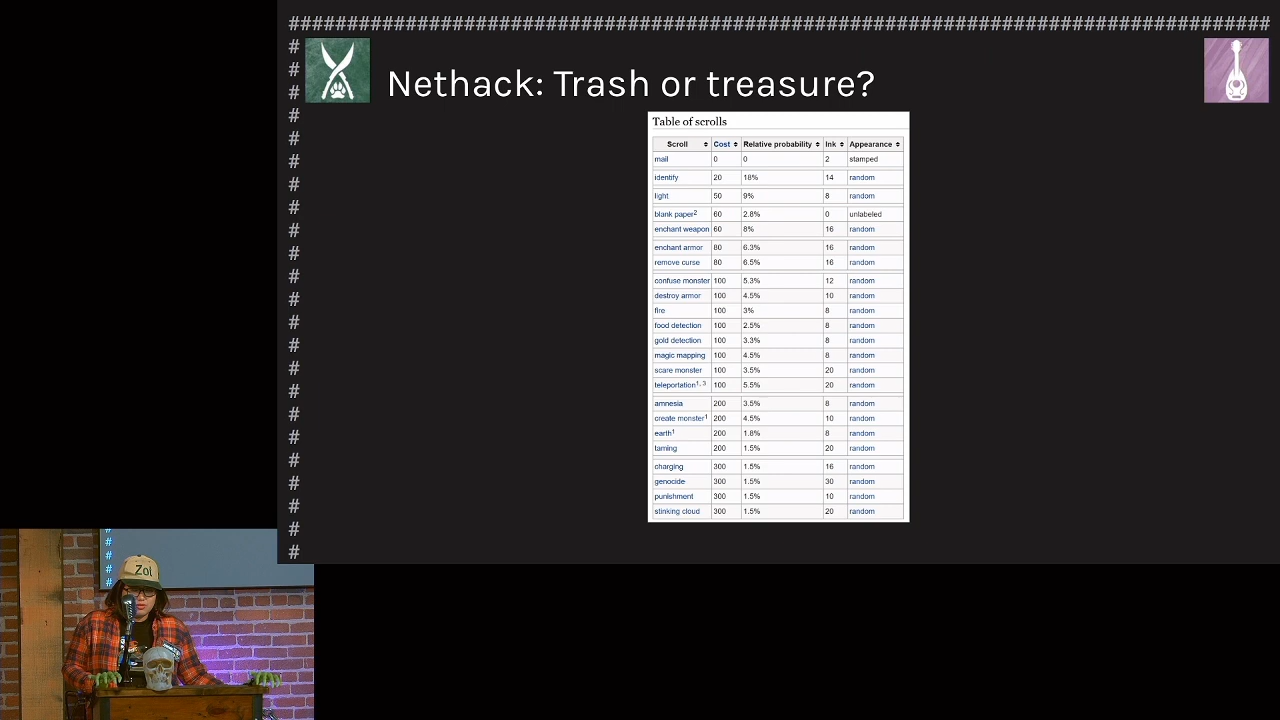 ################################################################################
#
#
#
Nethack: Trash or treasure?
#
Table of scrolls
#
Scroll Cost Relative probability Ink Appearance
mail 0 0 2 stamped
#
identify 20 18% 14 random
#
light 50 9% 8 random
#
blank paper2 60 2.8% 0 unlabeled
#
enchant weapon 60 8% 16 random
enchant armor 80 6.3% 16 random
#
remove curse 80 6.5% 16 random
#
confuse monster 100 5.3% 12 random
destroy armor 100 4.5% 10 random
#
fire 100 3% 8 random
#
food detection 100 2.5% 8 random
gold detection 100 3.3% 8 random
#
magic mapping 100 4.5% 8 random
#
scare monster 100 3.5% 20 random
teleportation1, 3 100 5.5% 20 random
#
amnesia 200 3.5% 8 random
#
create monster1 200 4.5% 10 random
earth1 200 1.8% 8 random
#
taming 200 1.5% 20 random
#
charging 300 1.5% 16 random
genocide 300 1.5% 30 random
#
punishment 300 1.5% 10 random
#
stinking cloud 300 1.5% 20 random
#
#
#
#
#
#
Zol